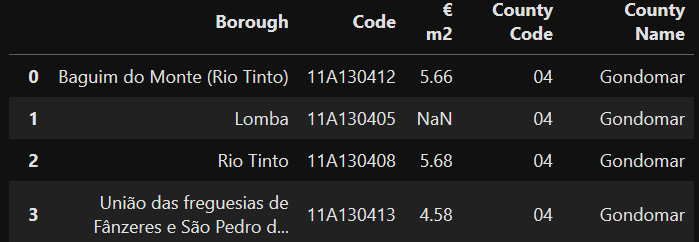 Borough Code € m2 County Code County Name
0 Baguim do Monte (Rio Tinto) 11A130412 5.66 04 Gondomar
1 Lomba 11A130405 NaN 04 Gondomar
2 Rio Tinto 11A130408 5.68 04 Gondomar
3 União das freguesias de Fânzeres e São Pedro d... 11A130413 4.58 04 Gondomar